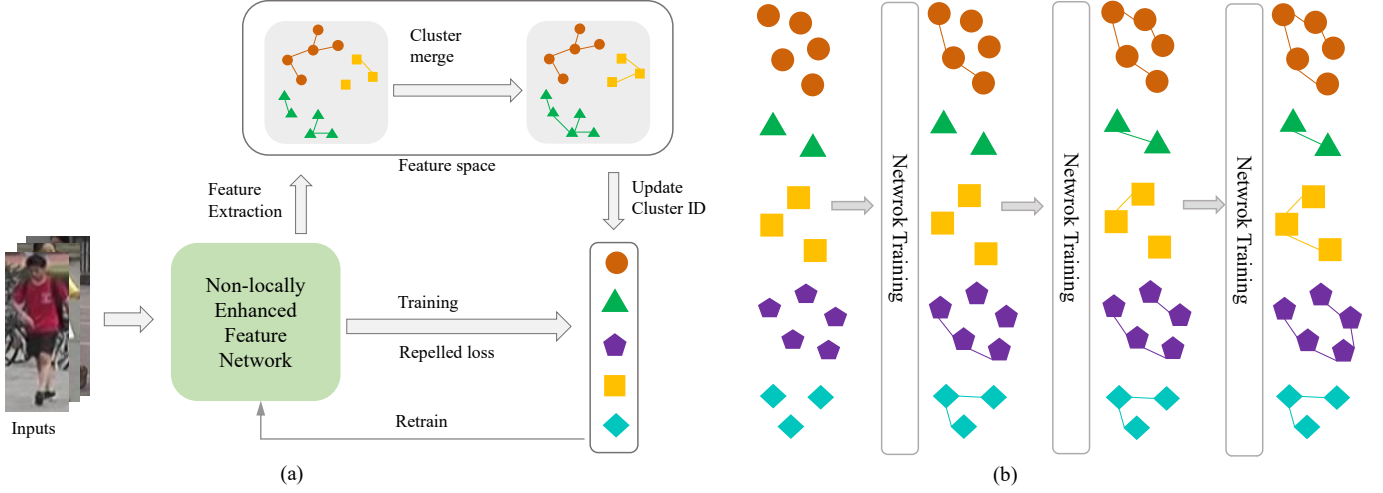 Cluster
merge
Feature space
Feature
Extraction
Update
Cluster ID
Non-locally
Enhanced
Feature
Network
Training
Repelled loss
Retrain
Inputs
(a)
Netwrok Training
Netwrok Training
Netwrok Training
(b)